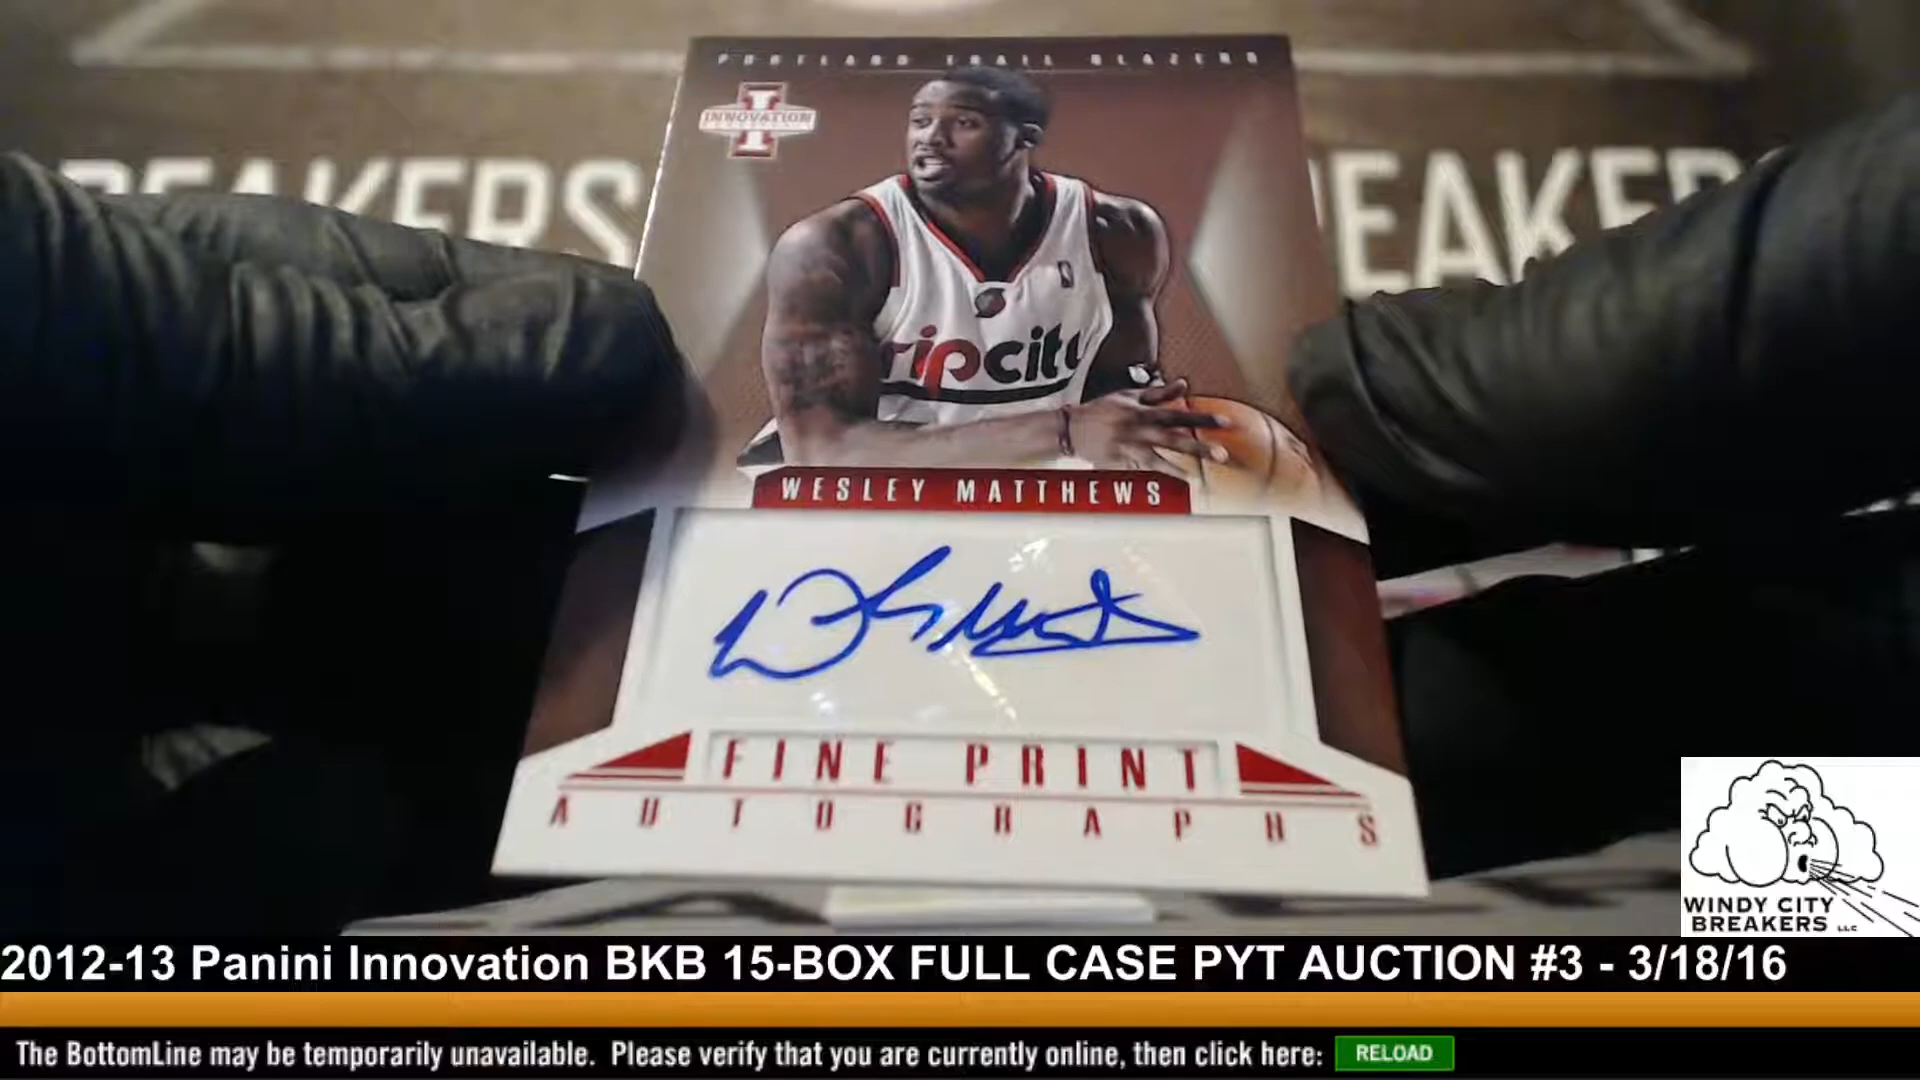 PORTLAND TRAIL BLAZERS
INNOVATION
BREAKERS
ripcity
WESLEY MATTHEWS
FINE PRINT
AUTOGRAPHS
WINDY CITY
BREAKERS LLC
2012-13 Panini Innovation BKB 15-BOX FULL CASE PYT AUCTION #3 - 3/18/16
The BottomLine may be temporarily unavailable. Please verify that you are currently online, then click here: RELOAD